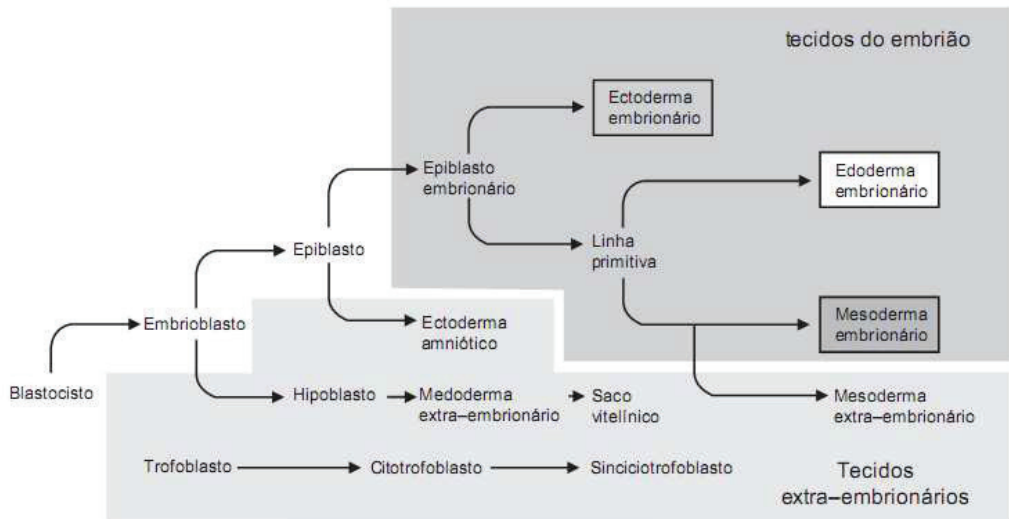 tecidos do embrião
Ectoderma
embrionário
Epiblasto
embrionário
Edoderma
embrionário
Epiblasto
Linha
primitiva
Embrioblasto
Ectoderma
amniótico
Mesoderma
embrionário
Blastocisto
Hipoblasto
Medoderma
extra–embrionário
Saco
vitelínico
Mesoderma
extra–embrionário
Trofoblasto
Citotrofoblasto
Sinciciotrofoblasto
Tecidos
extra–embrionários